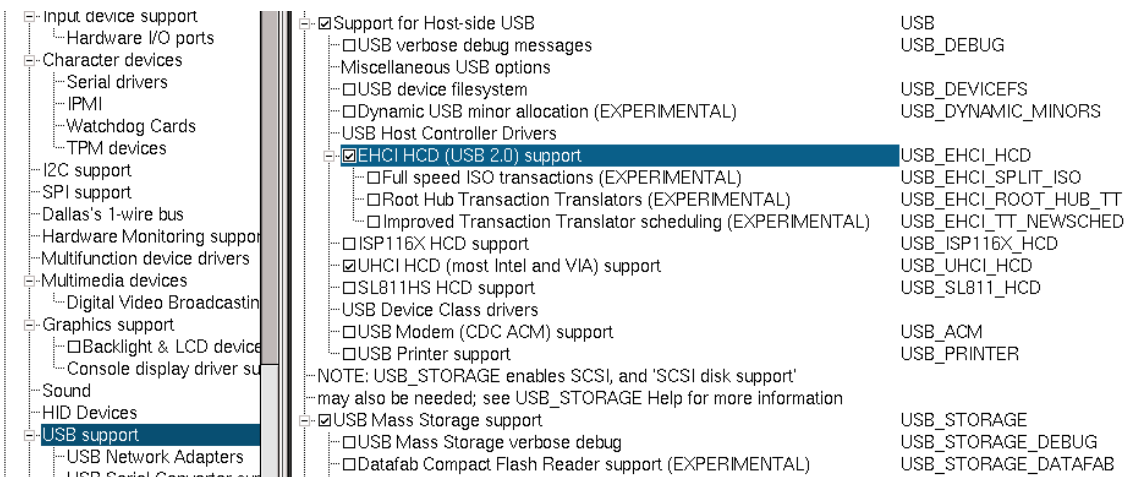 Input device support
Hardware I/O ports
Character devices
Serial drivers
IPMI
Watchdog Cards
TPM devices
I2C support
SPI support
Dallas's 1-wire bus
Hardware Monitoring suppor
Multifunction device drivers
Multimedia devices
Digital Video Broadcastin
Graphics support
Backlight & LCD device
Console display driver su
Sound
HID Devices
USB support
USB Network Adapters
USB Serial Converter sup
Support for Host-side USB USB
USB verbose debug messages USB_DEBUG
Miscellaneous USB options
USB device filesystem USB_DEVICEFS
Dynamic USB minor allocation (EXPERIMENTAL) USB_DYNAMIC_MINORS
USB Host Controller Drivers
EHCI HCD (USB 2.0) support USB_EHCI_HCD
Full speed ISO transactions (EXPERIMENTAL) USB_EHCI_SPLIT_ISO
Root Hub Transaction Translators (EXPERIMENTAL) USB_EHCI_ROOT_HUB_TT
Improved Transaction Translator scheduling (EXPERIMENTAL) USB_EHCI_TT_NEWSCHED
ISP116X HCD support USB_ISP116X_HCD
UHCI HCD (most Intel and VIA) support USB_UHCI_HCD
SL811HS HCD support USB_SL811_HCD
USB Device Class drivers
USB Modem (CDC ACM) support USB_ACM
USB Printer support USB_PRINTER
NOTE: USB_STORAGE enables SCSI, and 'SCSI disk support'
may also be needed; see USB_STORAGE Help for more information
USB Mass Storage support USB_STORAGE
USB Mass Storage verbose debug USB_STORAGE_DEBUG
Datafab Compact Flash Reader support (EXPERIMENTAL) USB_STORAGE_DATAFAB